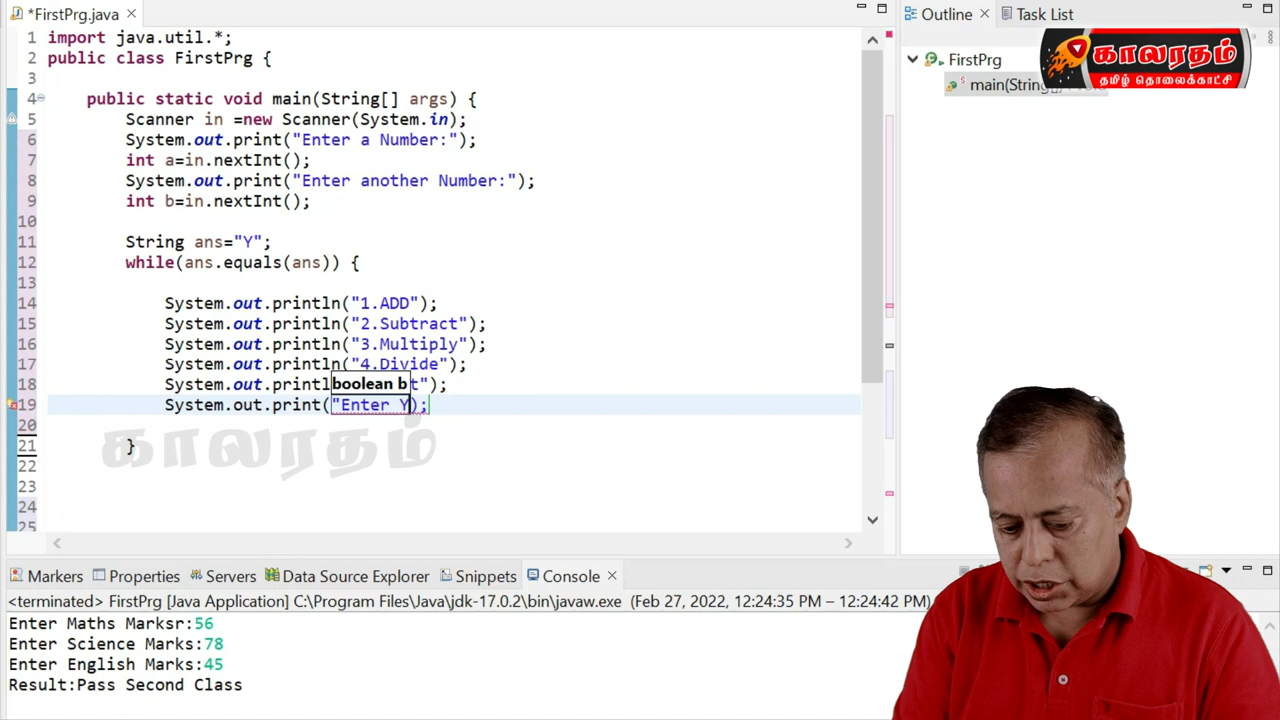 *FirstPrg.java
Outline
Task List
காலரதம்
தமிழ் தொலைக்காட்சி
FirstPrg
main(String[]
1 import java.util.*;
2 public class FirstPrg {
3
4 public static void main(String[] args) {
5 Scanner in =new Scanner(System.in);
6 System.out.print("Enter a Number:");
7 int a=in.nextInt();
8 System.out.print("Enter another Number:");
9 int b=in.nextInt();
10
11 String ans="Y";
12 while(ans.equals(ans)) {
13
14 System.out.println("1.ADD");
15 System.out.println("2.Subtract");
16 System.out.println("3.Multiply");
17 System.out.println("4.Divide");
18 System.out.printl boolean b t");
19 System.out.print("Enter Y);
20
21 }
22
23
24
25
காலரதம்
Markers Properties Servers Data Source Explorer Snippets Console
<terminated> FirstPrg [Java Application] C:\Program Files\Java\jdk-17.0.2\bin\javaw.exe (Feb 27, 2022, 12:24:35 PM – 12:24:42 PM)
Enter Maths Marksr:56
Enter Science Marks:78
Enter English Marks:45
Result:Pass Second Class